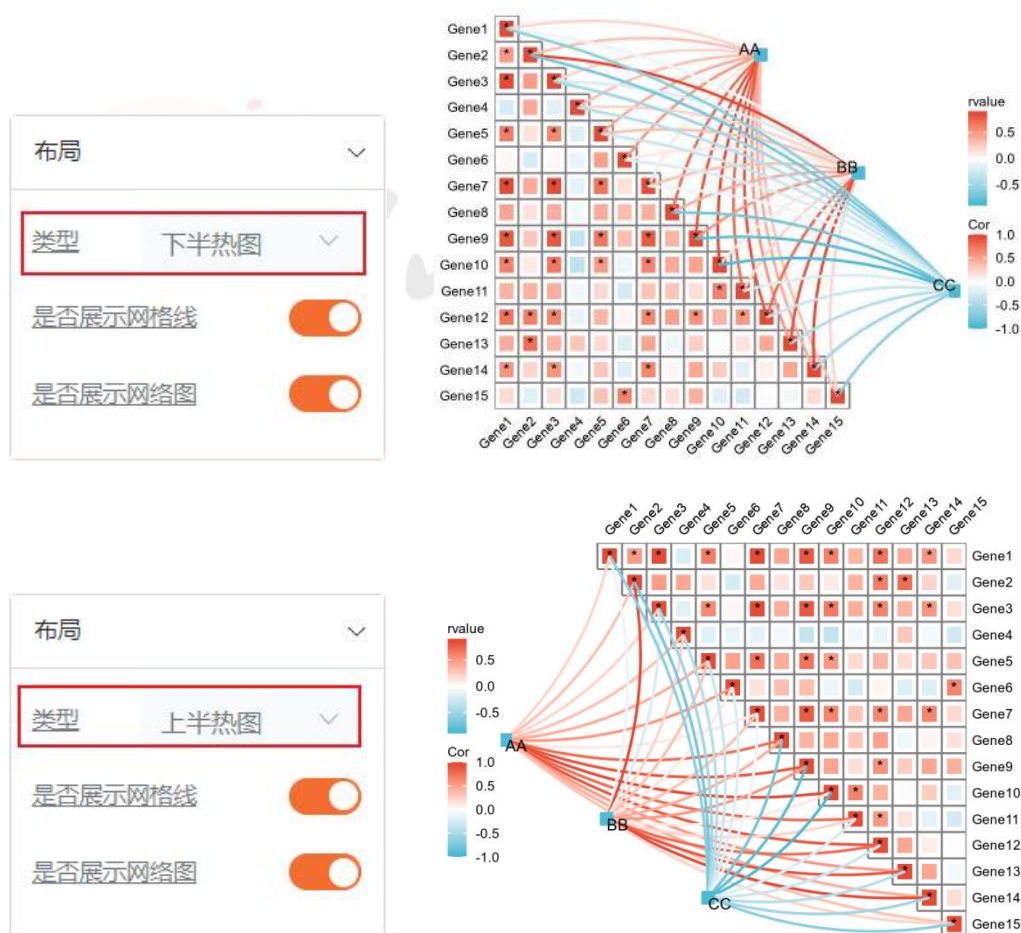 布局
类型 下半热图
是否展示网格线
是否展示网络图
Gene1
Gene2
Gene3
Gene4
Gene5
Gene6
Gene7
Gene8
Gene9
Gene10
Gene11
Gene12
Gene13
Gene14
Gene15
Gene1 Gene2 Gene3 Gene4 Gene5 Gene6 Gene7 Gene8 Gene9 Gene10 Gene11 Gene12 Gene13 Gene14 Gene15
AA
BB
CC
rvalue
0.5
0.0
-0.5
Cor
1.0
0.5
0.0
-0.5
-1.0
布局
类型 上半热图
是否展示网格线
是否展示网络图
rvalue
0.5
0.0
-0.5
Cor
1.0
0.5
0.0
-0.5
-1.0
AA
BB
CC
Gene1 Gene2 Gene3 Gene4 Gene5 Gene6 Gene7 Gene8 Gene9 Gene10 Gene11 Gene12 Gene13 Gene14 Gene15
Gene1
Gene2
Gene3
Gene4
Gene5
Gene6
Gene7
Gene8
Gene9
Gene10
Gene11
Gene12
Gene13
Gene14
Gene15